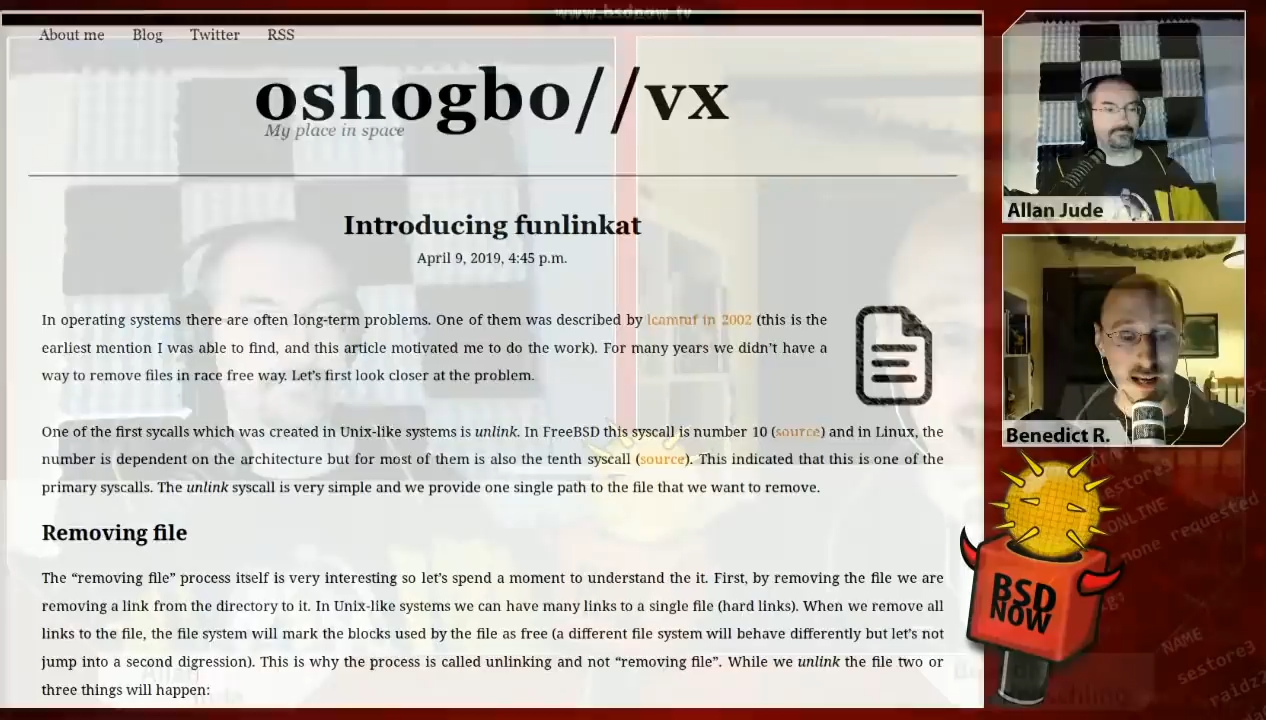 www.bsdnow.tv
About me Blog Twitter RSS
oshogbo//vx
My place in space
Introducing funlinkat
April 9, 2019, 4:45 p.m.
In operating systems there are often long-term problems. One of them was described by lcamtuf in 2002 (this is the
earliest mention I was able to find, and this article motivated me to do the work). For many years we didn't have a
way to remove files in race free way. Let's first look closer at the problem.
One of the first sycalls which was created in Unix-like systems is unlink. In FreeBSD this syscall is number 10 (source) and in Linux, the
number is dependent on the architecture but for most of them is also the tenth syscall (source). This indicated that this is one of the
primary syscalls. The unlink syscall is very simple and we provide one single path to the file that we want to remove.
Removing file
The “removing file” process itself is very interesting so let's spend a moment to understand the it. First, by removing the file we are
removing a link from the directory to it. In Unix-like systems we can have many links to a single file (hard links). When we remove all
links to the file, the file system will mark the blocks used by the file as free (a different file system will behave differently but let's not
jump into a second digression). This is why the process is called unlinking and not “removing file”. While we unlink the file two or
three things will happen:
Allan Jude
Benedict R.
BSD
NOW
estore3
ONLINE
none requested
NAME
sestore3
raidz